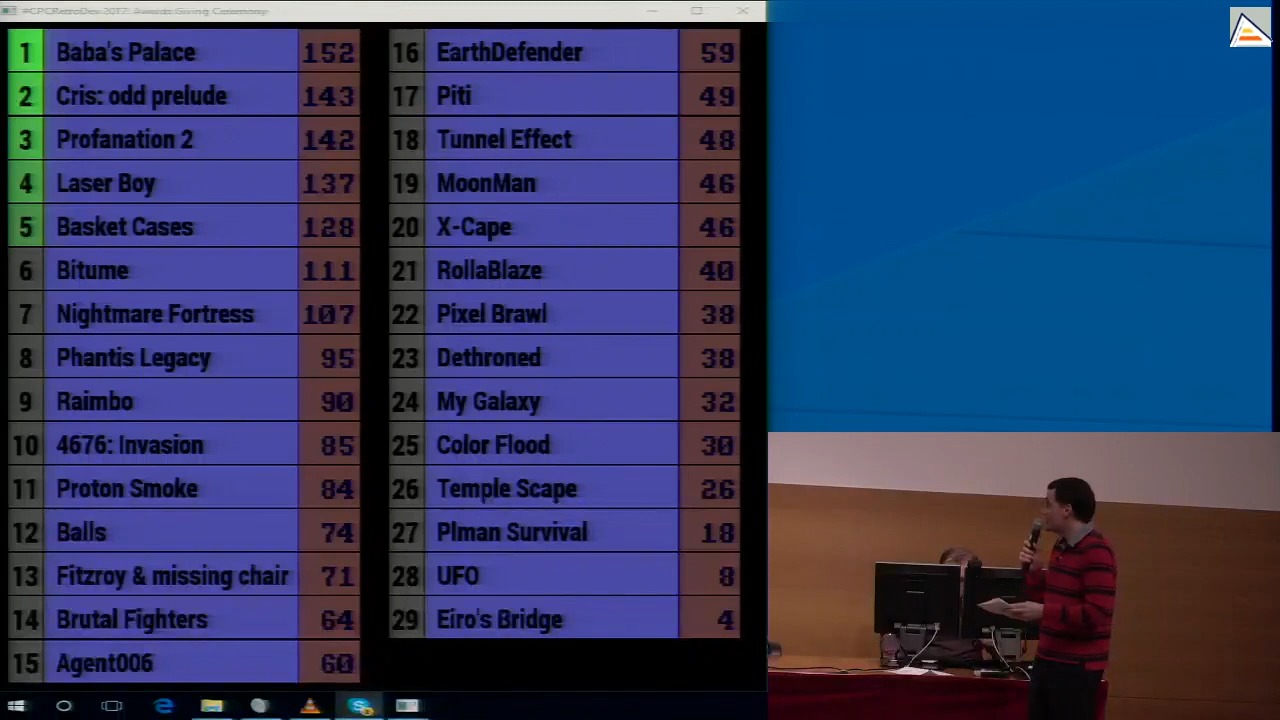 #CPCRetroDev 2017: Awards Giving Ceremony
1 Baba's Palace 152
2 Cris: odd prelude 143
3 Profanation 2 142
4 Laser Boy 137
5 Basket Cases 128
6 Bitume 111
7 Nightmare Fortress 107
8 Phantis Legacy 95
9 Raimbo 90
10 4676: Invasion 85
11 Proton Smoke 84
12 Balls 74
13 Fitzroy & missing chair 71
14 Brutal Fighters 64
15 Agent006 60
16 EarthDefender 59
17 Piti 49
18 Tunnel Effect 48
19 MoonMan 46
20 X-Cape 46
21 RollaBlaze 40
22 Pixel Brawl 38
23 Dethroned 38
24 My Galaxy 32
25 Color Flood 30
26 Temple Scape 26
27 Plman Survival 18
28 UFO 8
29 Eiro's Bridge 4